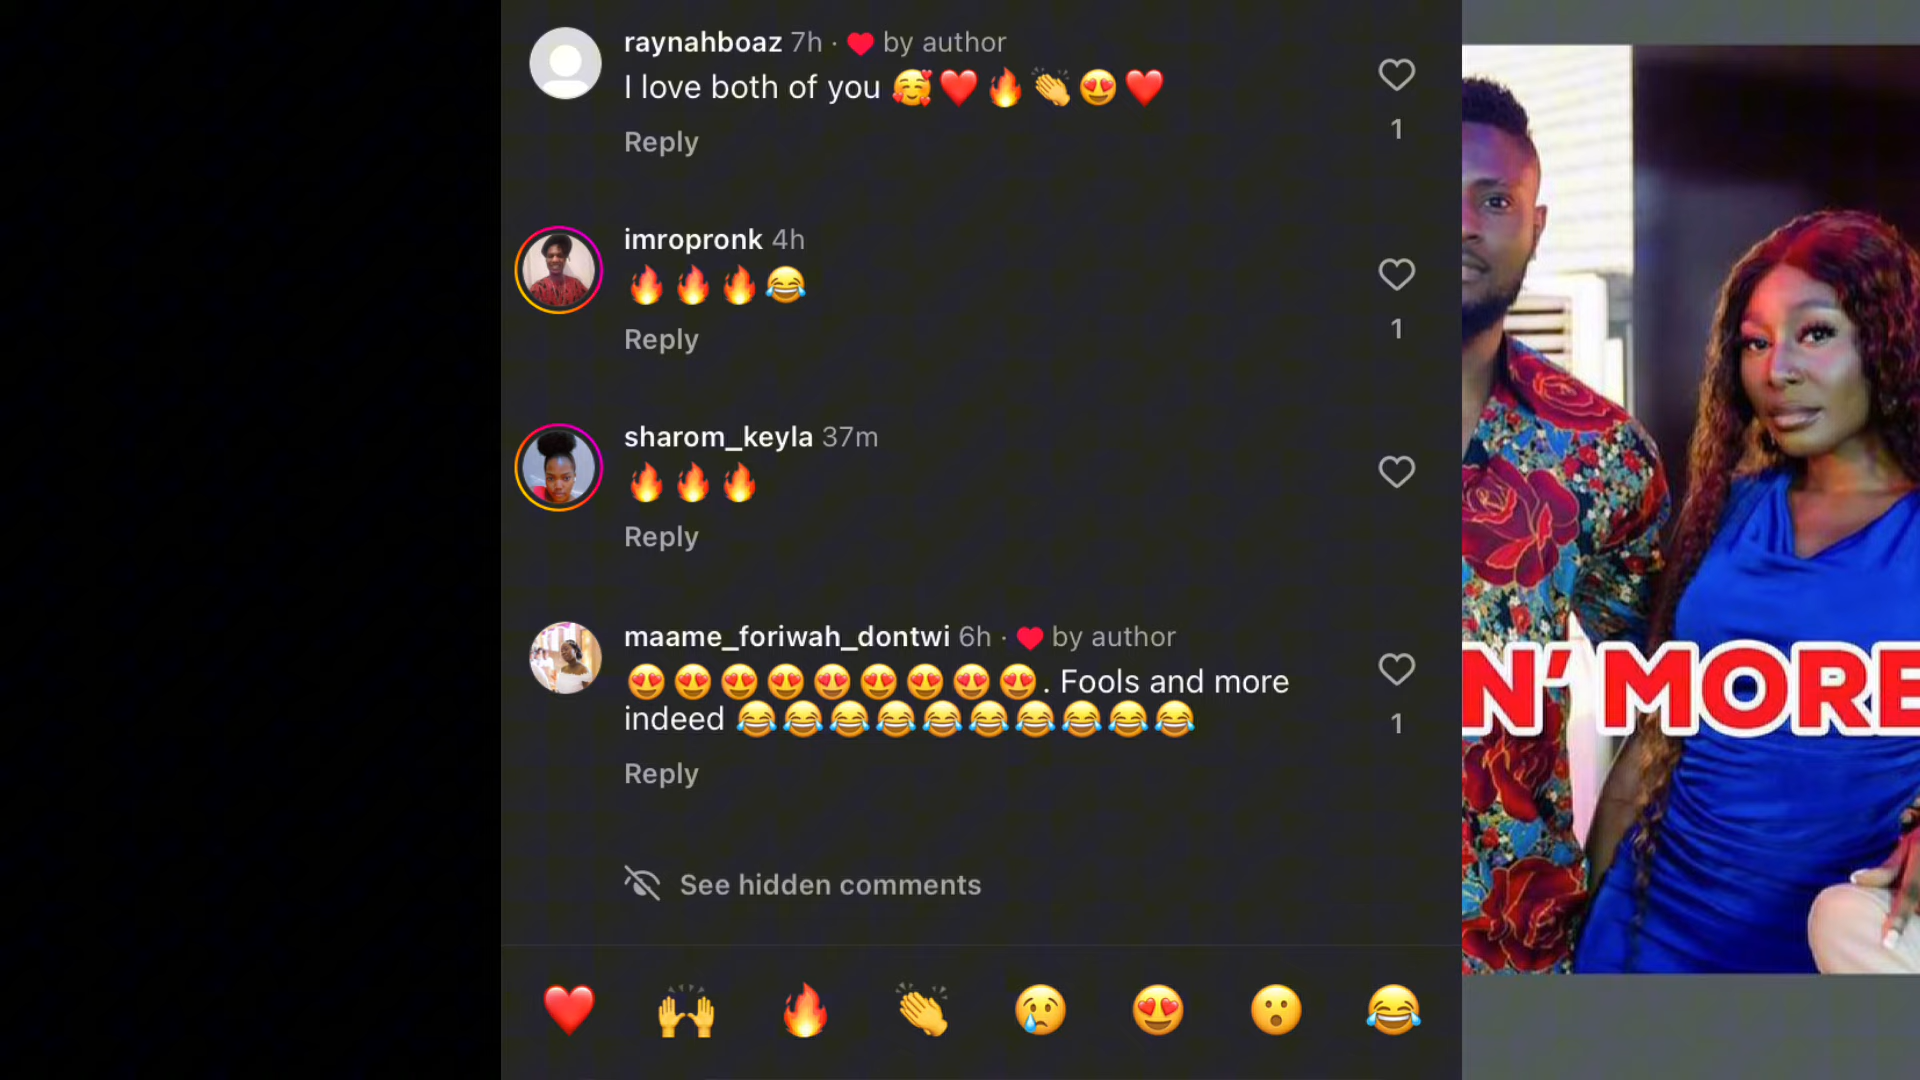 raynahboaz 7h · ❤️ by author
I love both of you 🥰❤️🔥👏😍❤️
1
Reply
imropronk 4h
🔥🔥🔥😂
1
Reply
sharom_keyla 37m
🔥🔥🔥
Reply
maame_foriwah_dontwi 6h · ❤️ by author
😍😍😍😍😍😍😍😍😍. Fools and more
indeed 😂😂😂😂😂😂😂😂😂😂
1
Reply
See hidden comments
❤️🙌🔥👏😢😍😮😂
N' MORE